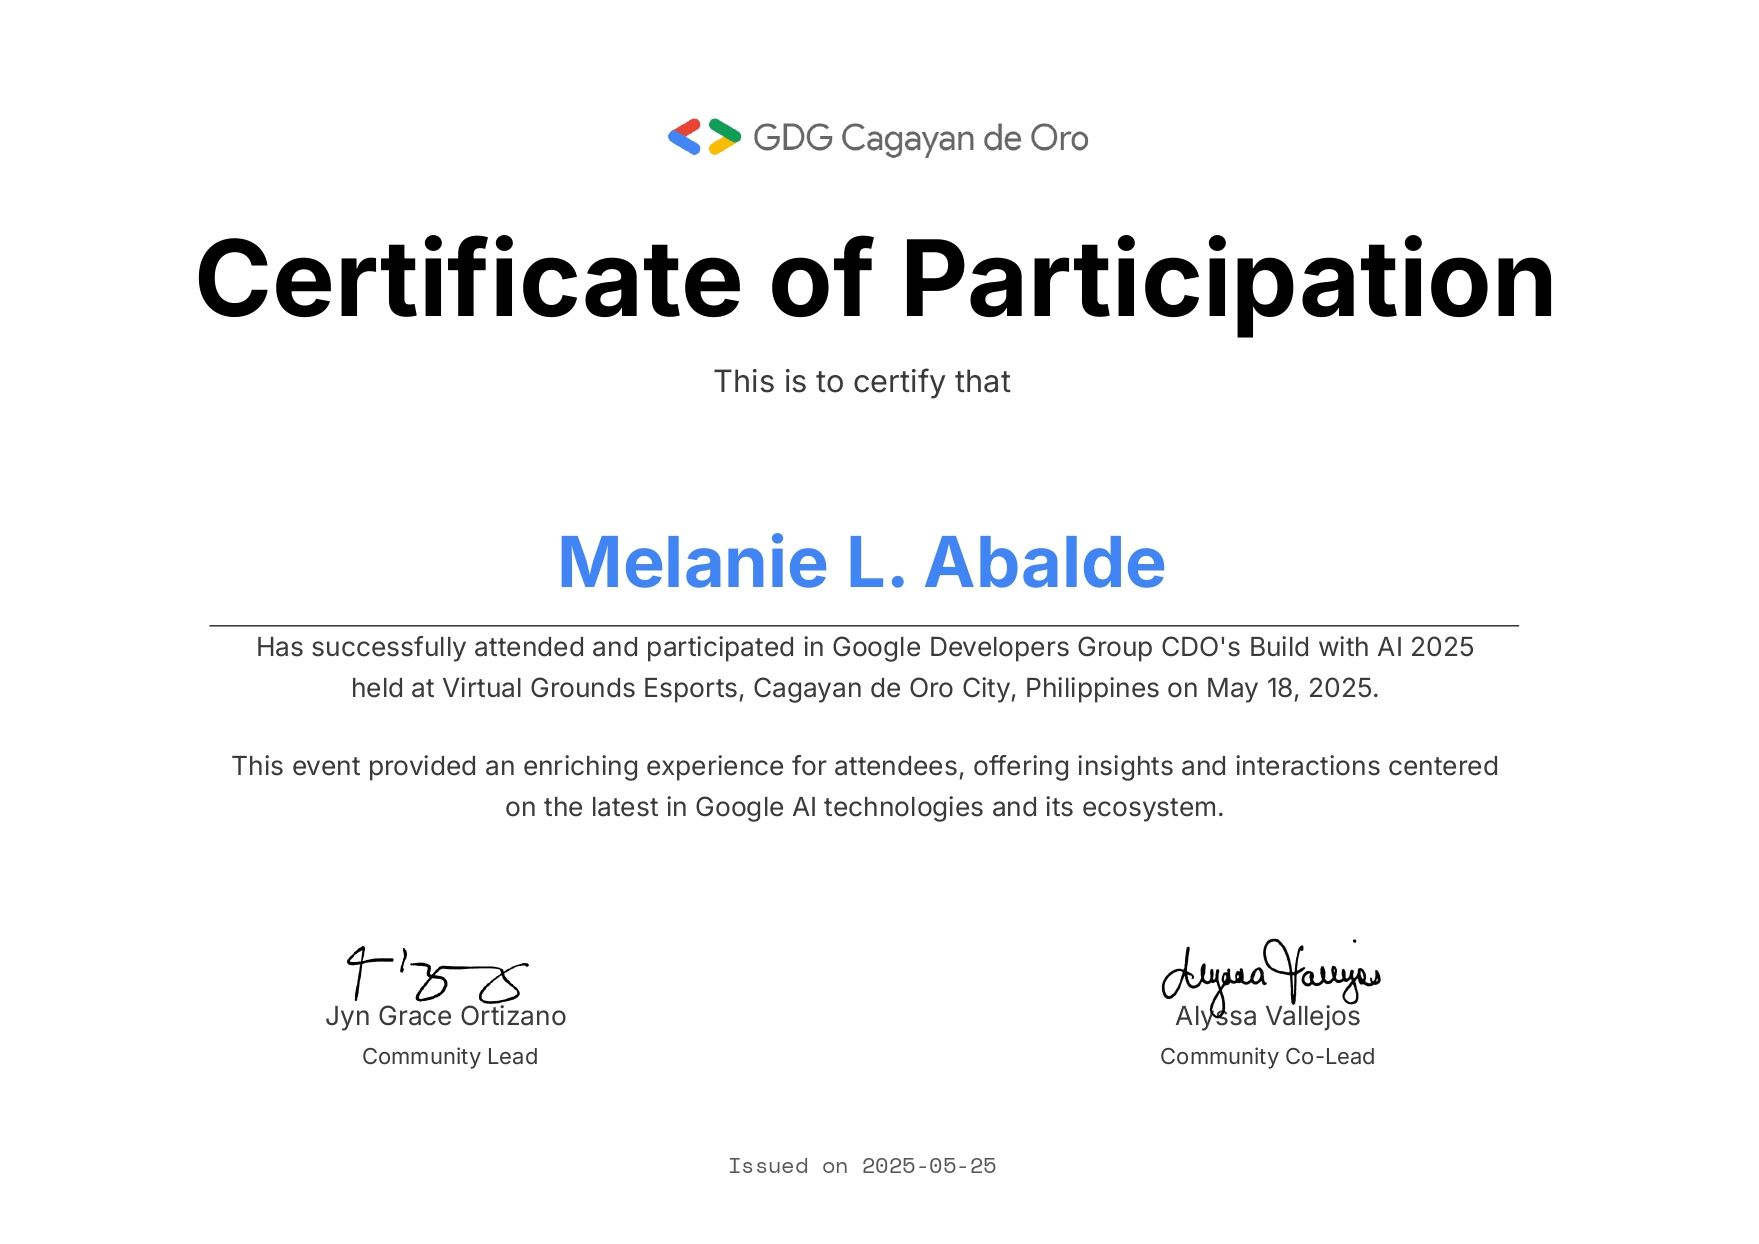 GDG Cagayan de Oro
Certificate of Participation
This is to certify that
Melanie L. Abalde
Has successfully attended and participated in Google Developers Group CDO's Build with AI 2025
held at Virtual Grounds Esports, Cagayan de Oro City, Philippines on May 18, 2025.
This event provided an enriching experience for attendees, offering insights and interactions centered
on the latest in Google AI technologies and its ecosystem.
Alyssa Vallejos
Jyn Grace Ortizano
Alyssa Vallejos
Community Lead
Community Co-Lead
Issued on 2025-05-25